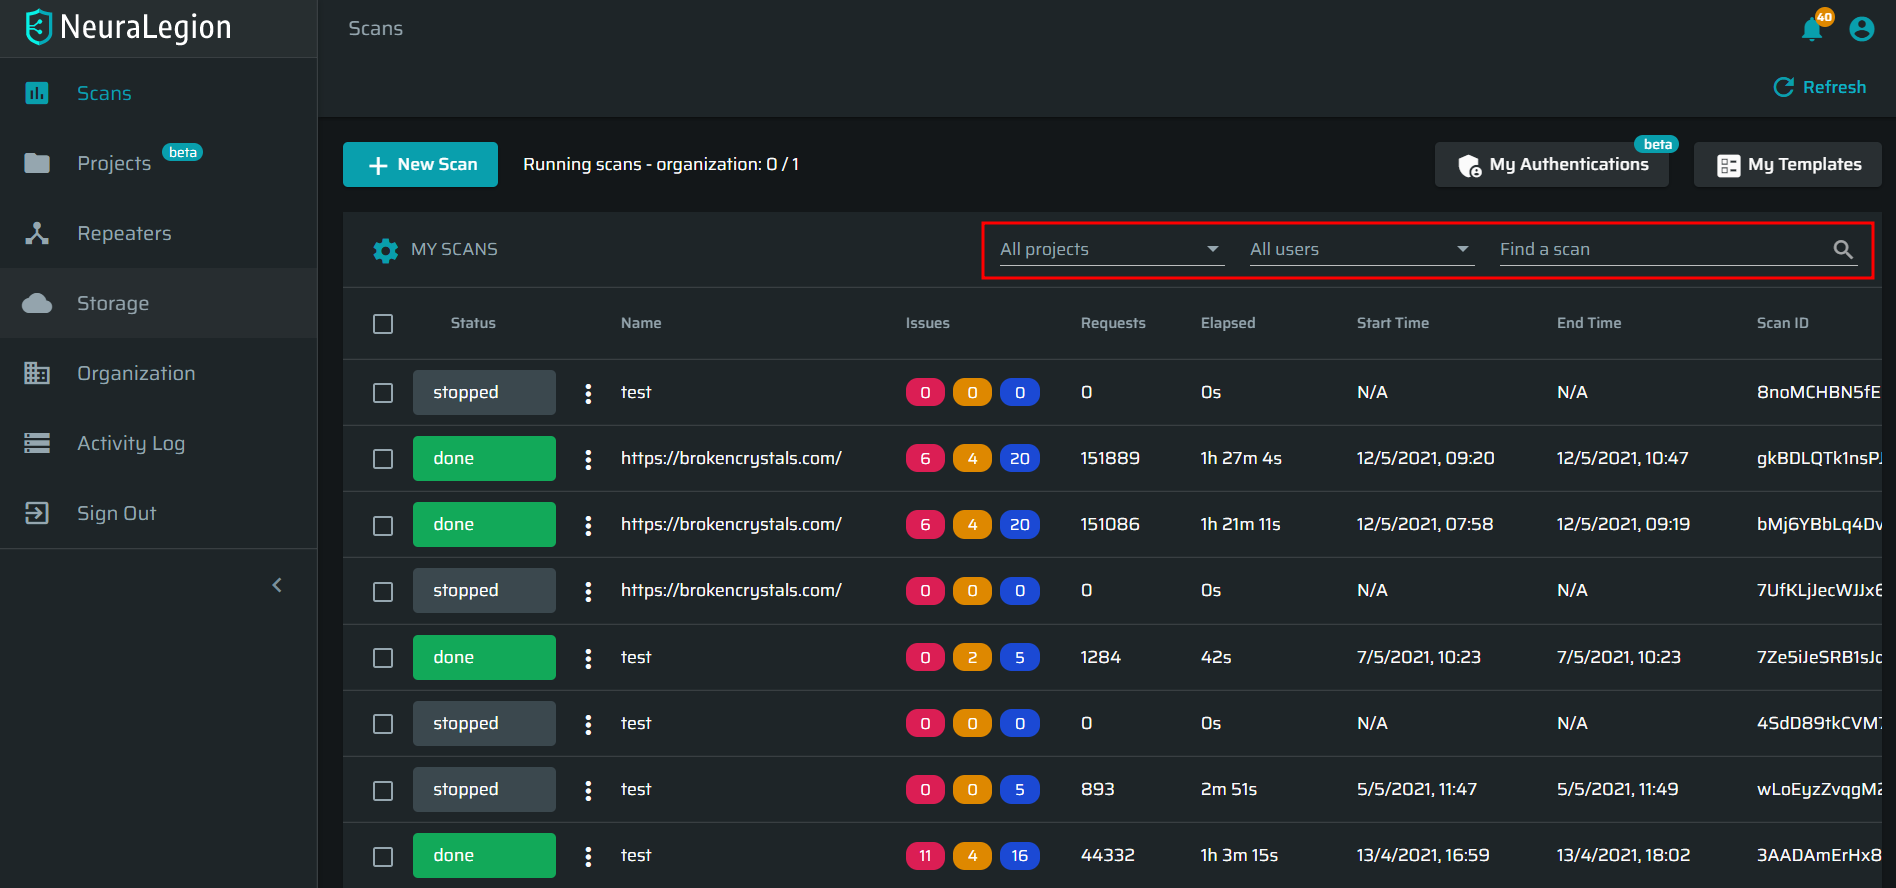 NeuraLegion
Scans
40
Refresh
Scans
Projects beta
Repeaters
Storage
Organization
Activity Log
Sign Out
New Scan
Running scans - organization: 0 / 1
My Authentications beta
My Templates
MY SCANS
All projects
All users
Find a scan
Status Name Issues Requests Elapsed Start Time End Time Scan ID
stopped test 0 0 0 0 0s N/A N/A 8noMCHBN5fE
done https://brokencrystals.com/ 6 4 20 151889 1h 27m 4s 12/5/2021, 09:20 12/5/2021, 10:47 gkBDLQTk1nsPJ
done https://brokencrystals.com/ 6 4 20 151086 1h 21m 11s 12/5/2021, 07:58 12/5/2021, 09:19 bMj6YBbLq4Dv
stopped https://brokencrystals.com/ 0 0 0 0 0s N/A N/A 7UfKLjJecWJJx6
done test 0 2 5 1284 42s 7/5/2021, 10:23 7/5/2021, 10:23
stopped test 0 0 0 0 0s N/A N/A 4SdD89tkCVM7
stopped test 0 0 5 893 2m 51s 5/5/2021, 11:47 5/5/2021, 11:49 wLoEyzZvqgM2
done test 11 4 16 44332 1h 3m 15s 13/4/2021, 16:59 13/4/2021, 18:02 3AADAmErHx8